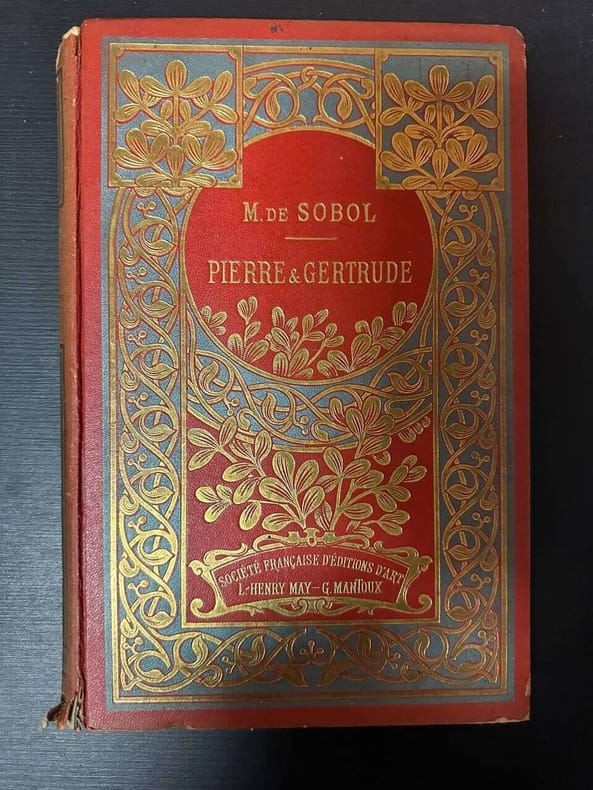 M. DE SOBOL
PIERRE & GERTRUDE
SOCIÉTÉ FRANÇAISE D'ÉDITIONS D'ART
L.-HENRY MAY — G. MANTOUX